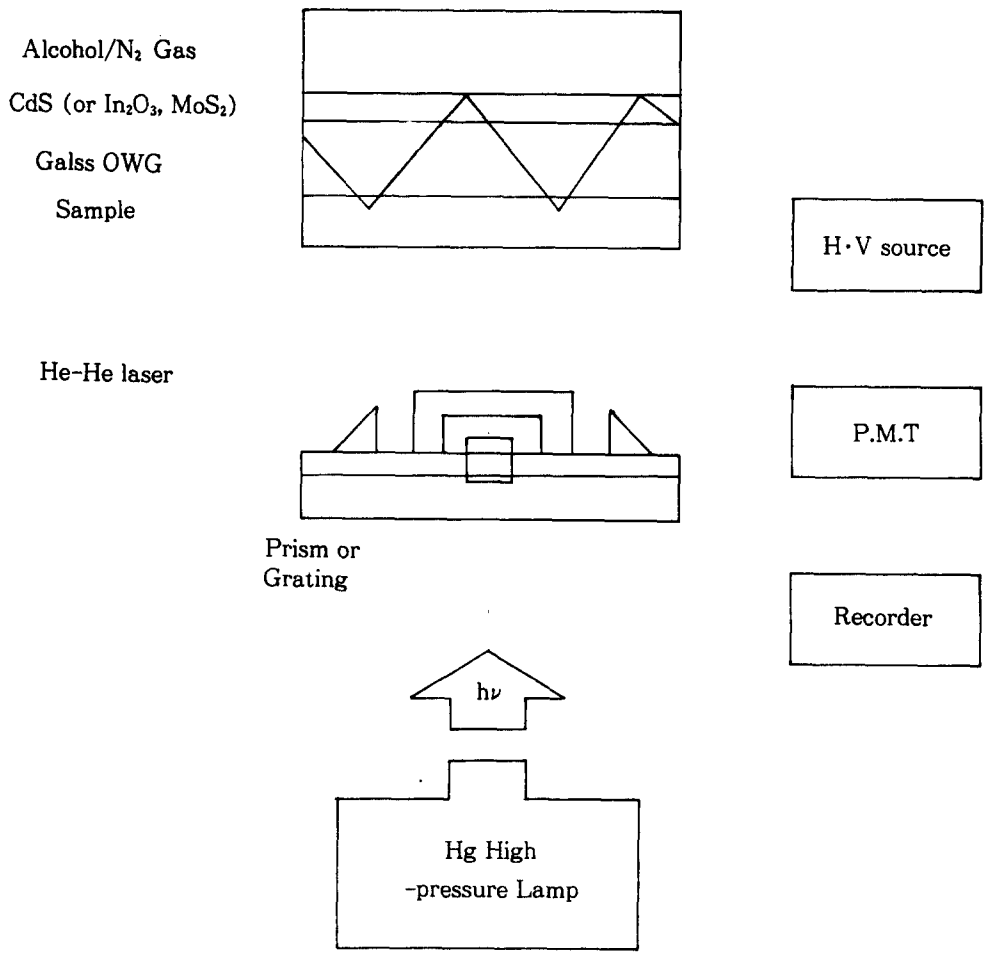 Alcohol/N₂ Gas
CdS (or In₂O₃, MoS₂)
Galss OWG
Sample
H·V source
He-He laser
P.M.T
Prism or
Grating
Recorder
hν
Hg High
-pressure Lamp